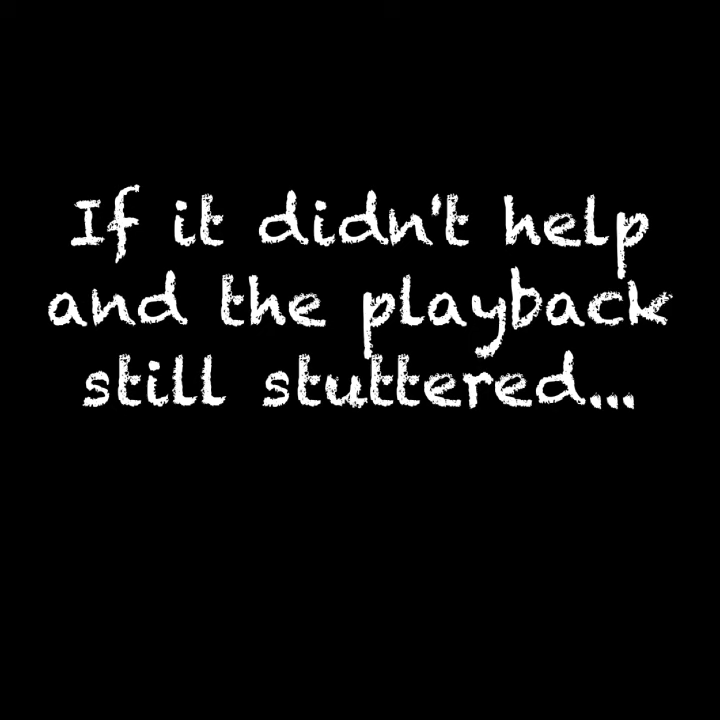 If it didn't help
and the playback
still stuttered...